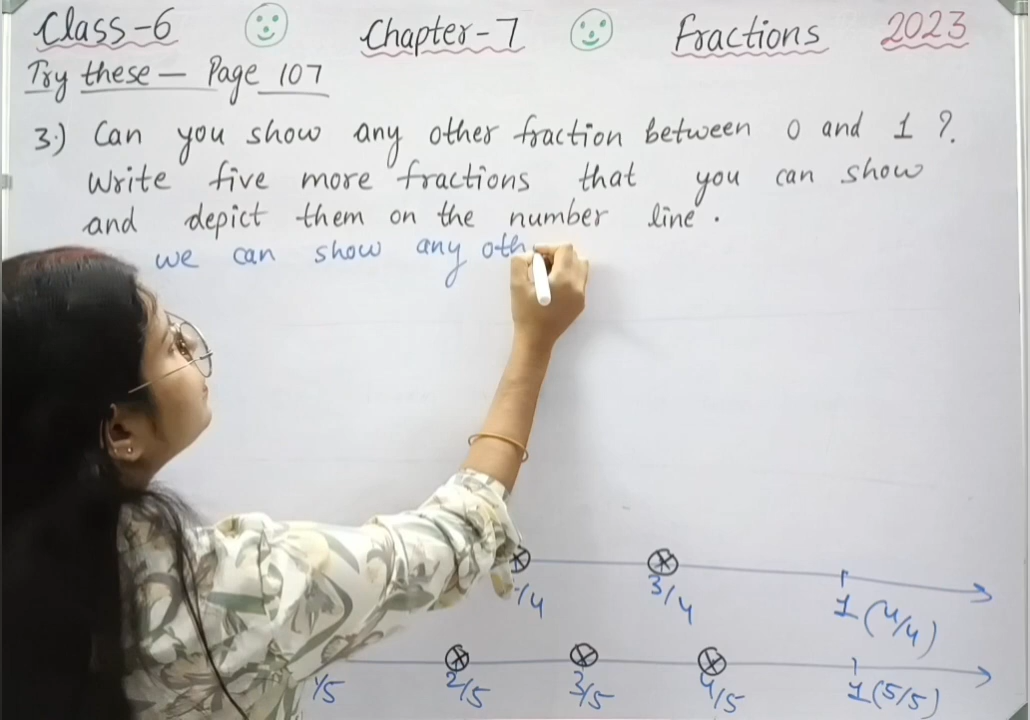 Class-6 Chapter-7 Fractions 2023
Try these — Page 107
3.) Can you show any other fraction between 0 and 1 ?.
Write five more fractions that you can show
and depict them on the number line.
we can show any oth
/4 3/4 1 (4/4)
1/5 2/5 3/5 4/5 1 (5/5)